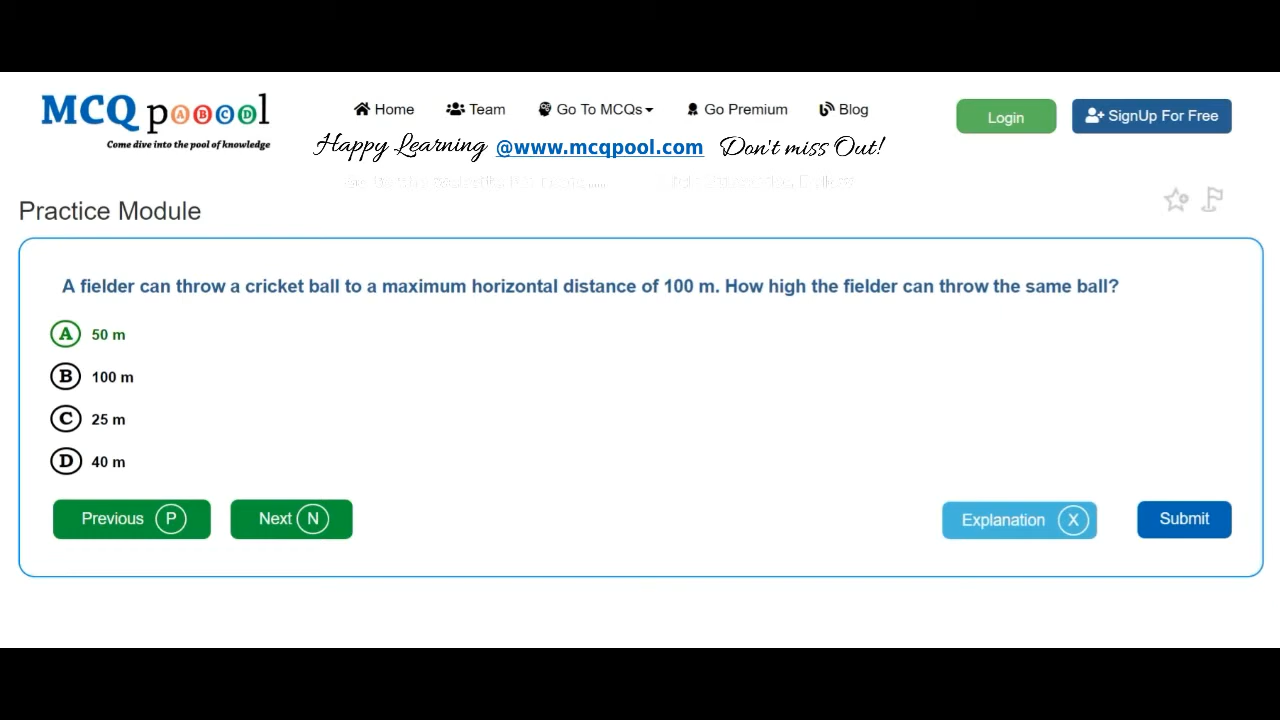 MCQ pABCDl
Come dive into the pool of knowledge
Home Team Go To MCQs Go Premium Blog Login SignUp For Free
Happy Learning @www.mcqpool.com Don't miss Out!
Practice Module
A fielder can throw a cricket ball to a maximum horizontal distance of 100 m. How high the fielder can throw the same ball?
A 50 m
B 100 m
C 25 m
D 40 m
Previous P Next N Explanation X Submit